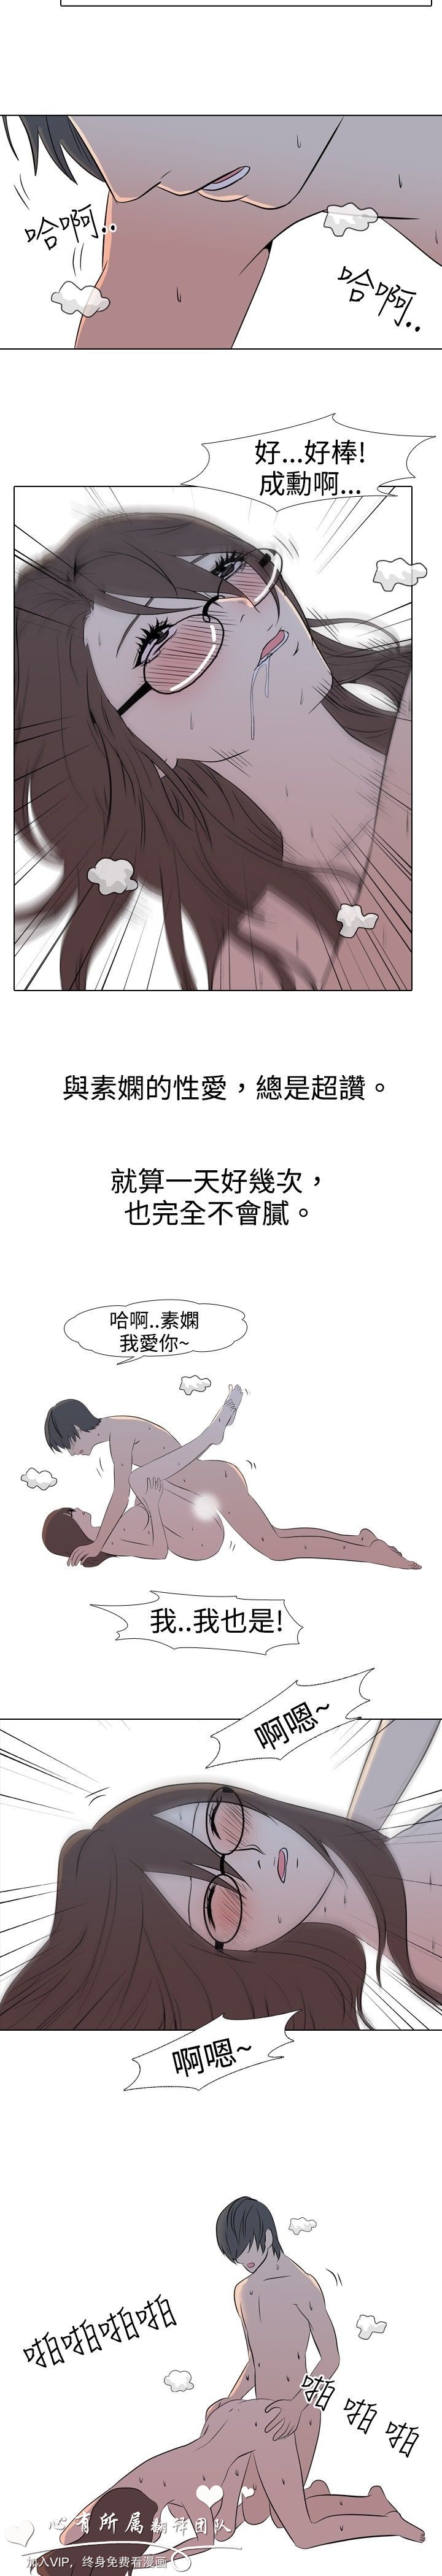 哈啊..
哈啊..
好...好棒!
成勳啊...
與素嫻的性愛，總是超讚。
就算一天好幾次，
也完全不會膩。
哈啊..素嫻
我愛你~
我..我也是!
啊嗯~
啊嗯~
啪啪啪啪
啪 啪 啪
心有所属翻译团队
加入VIP，终身免费看漫画